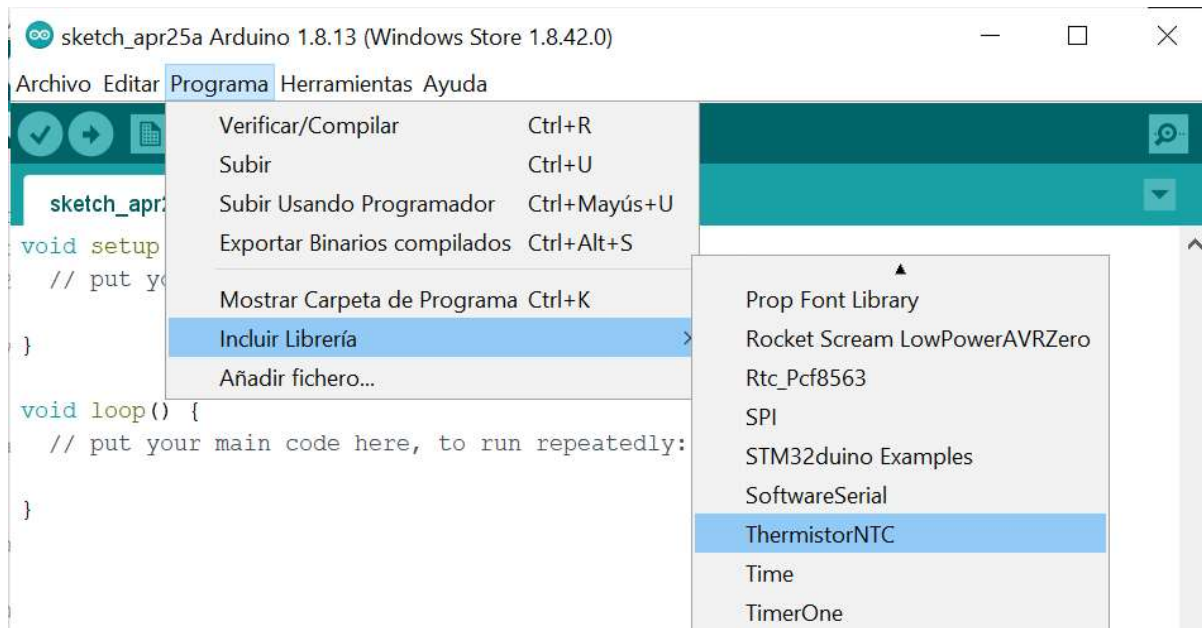 sketch_apr25a Arduino 1.8.13 (Windows Store 1.8.42.0)
Archivo Editar Programa Herramientas Ayuda
Verificar/Compilar Ctrl+R
Subir Ctrl+U
Subir Usando Programador Ctrl+Mayús+U
Exportar Binarios compilados Ctrl+Alt+S
Mostrar Carpeta de Programa Ctrl+K
Incluir Librería
Añadir fichero...
Prop Font Library
Rocket Scream LowPowerAVRZero
Rtc_Pcf8563
SPI
STM32duino Examples
SoftwareSerial
ThermistorNTC
Time
TimerOne
sketch_apr
void setup
// put y
}
void loop() {
// put your main code here, to run repeatedly:
}